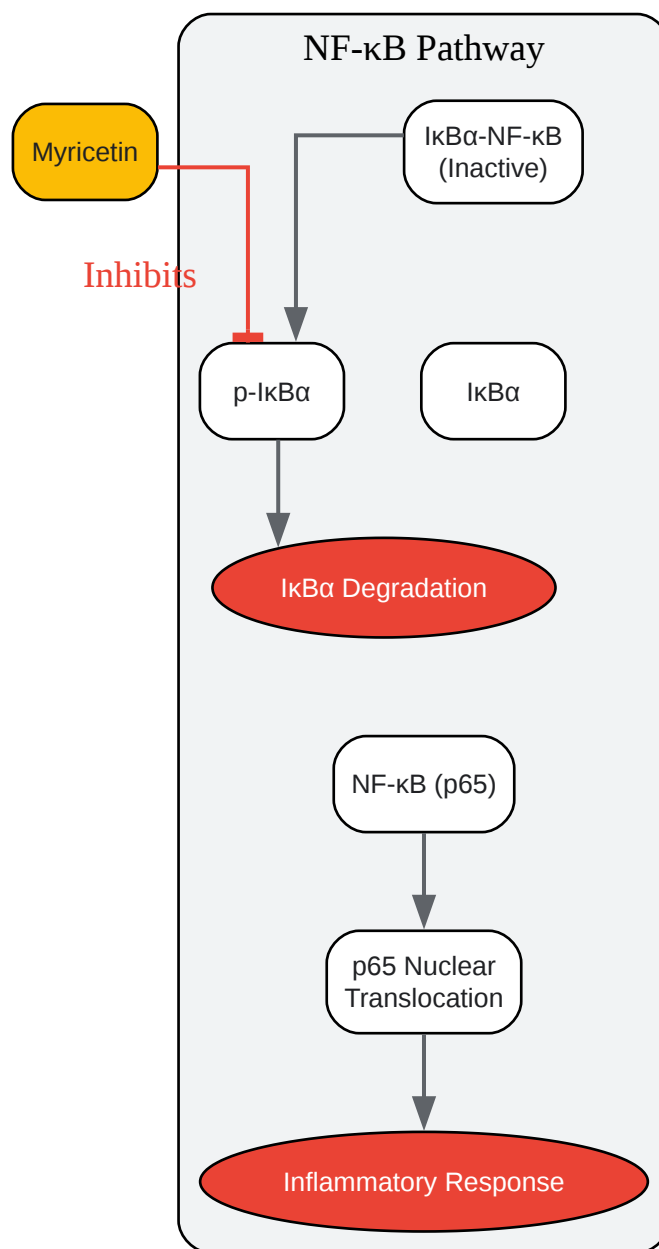 NF-κB Pathway
Myricetin
IκBα-NF-κB
(Inactive)
Inhibits
p-IκBα
IκBα
IκBα Degradation
NF-κB (p65)
p65 Nuclear
Translocation
Inflammatory Response